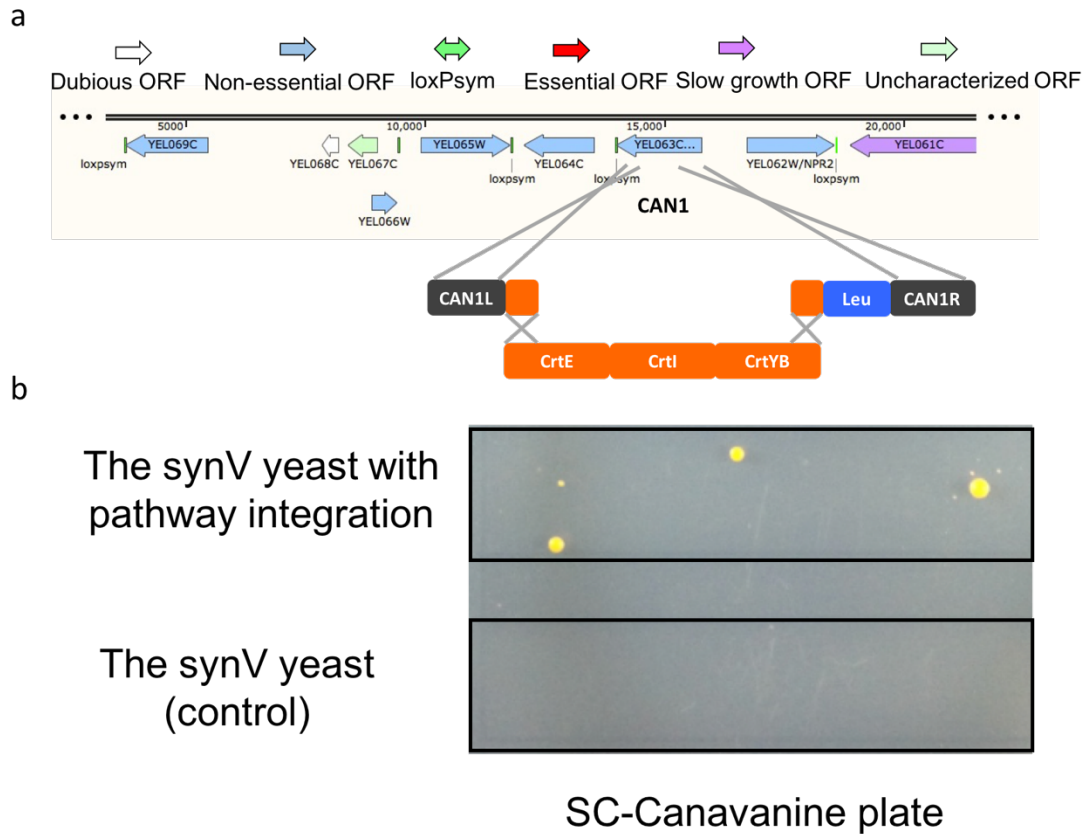 a
Dubious ORF
Non-essential ORF
loxPsym
Essential ORF
Slow growth ORF
Uncharacterized ORF
5000
10,000
15,000
20,000
YEL069C
YEL065W
YEL063C...
YEL061C
loxpsym
YEL068C
YEL067C
YEL064C
YEL062W/NPR2
loxpsym
loxpsym
loxpsym
YEL066W
CAN1
CAN1L
Leu
CAN1R
CrtE
CrtI
CrtYB
b
The synV yeast with
pathway integration
The synV yeast
(control)
SC-Canavanine plate